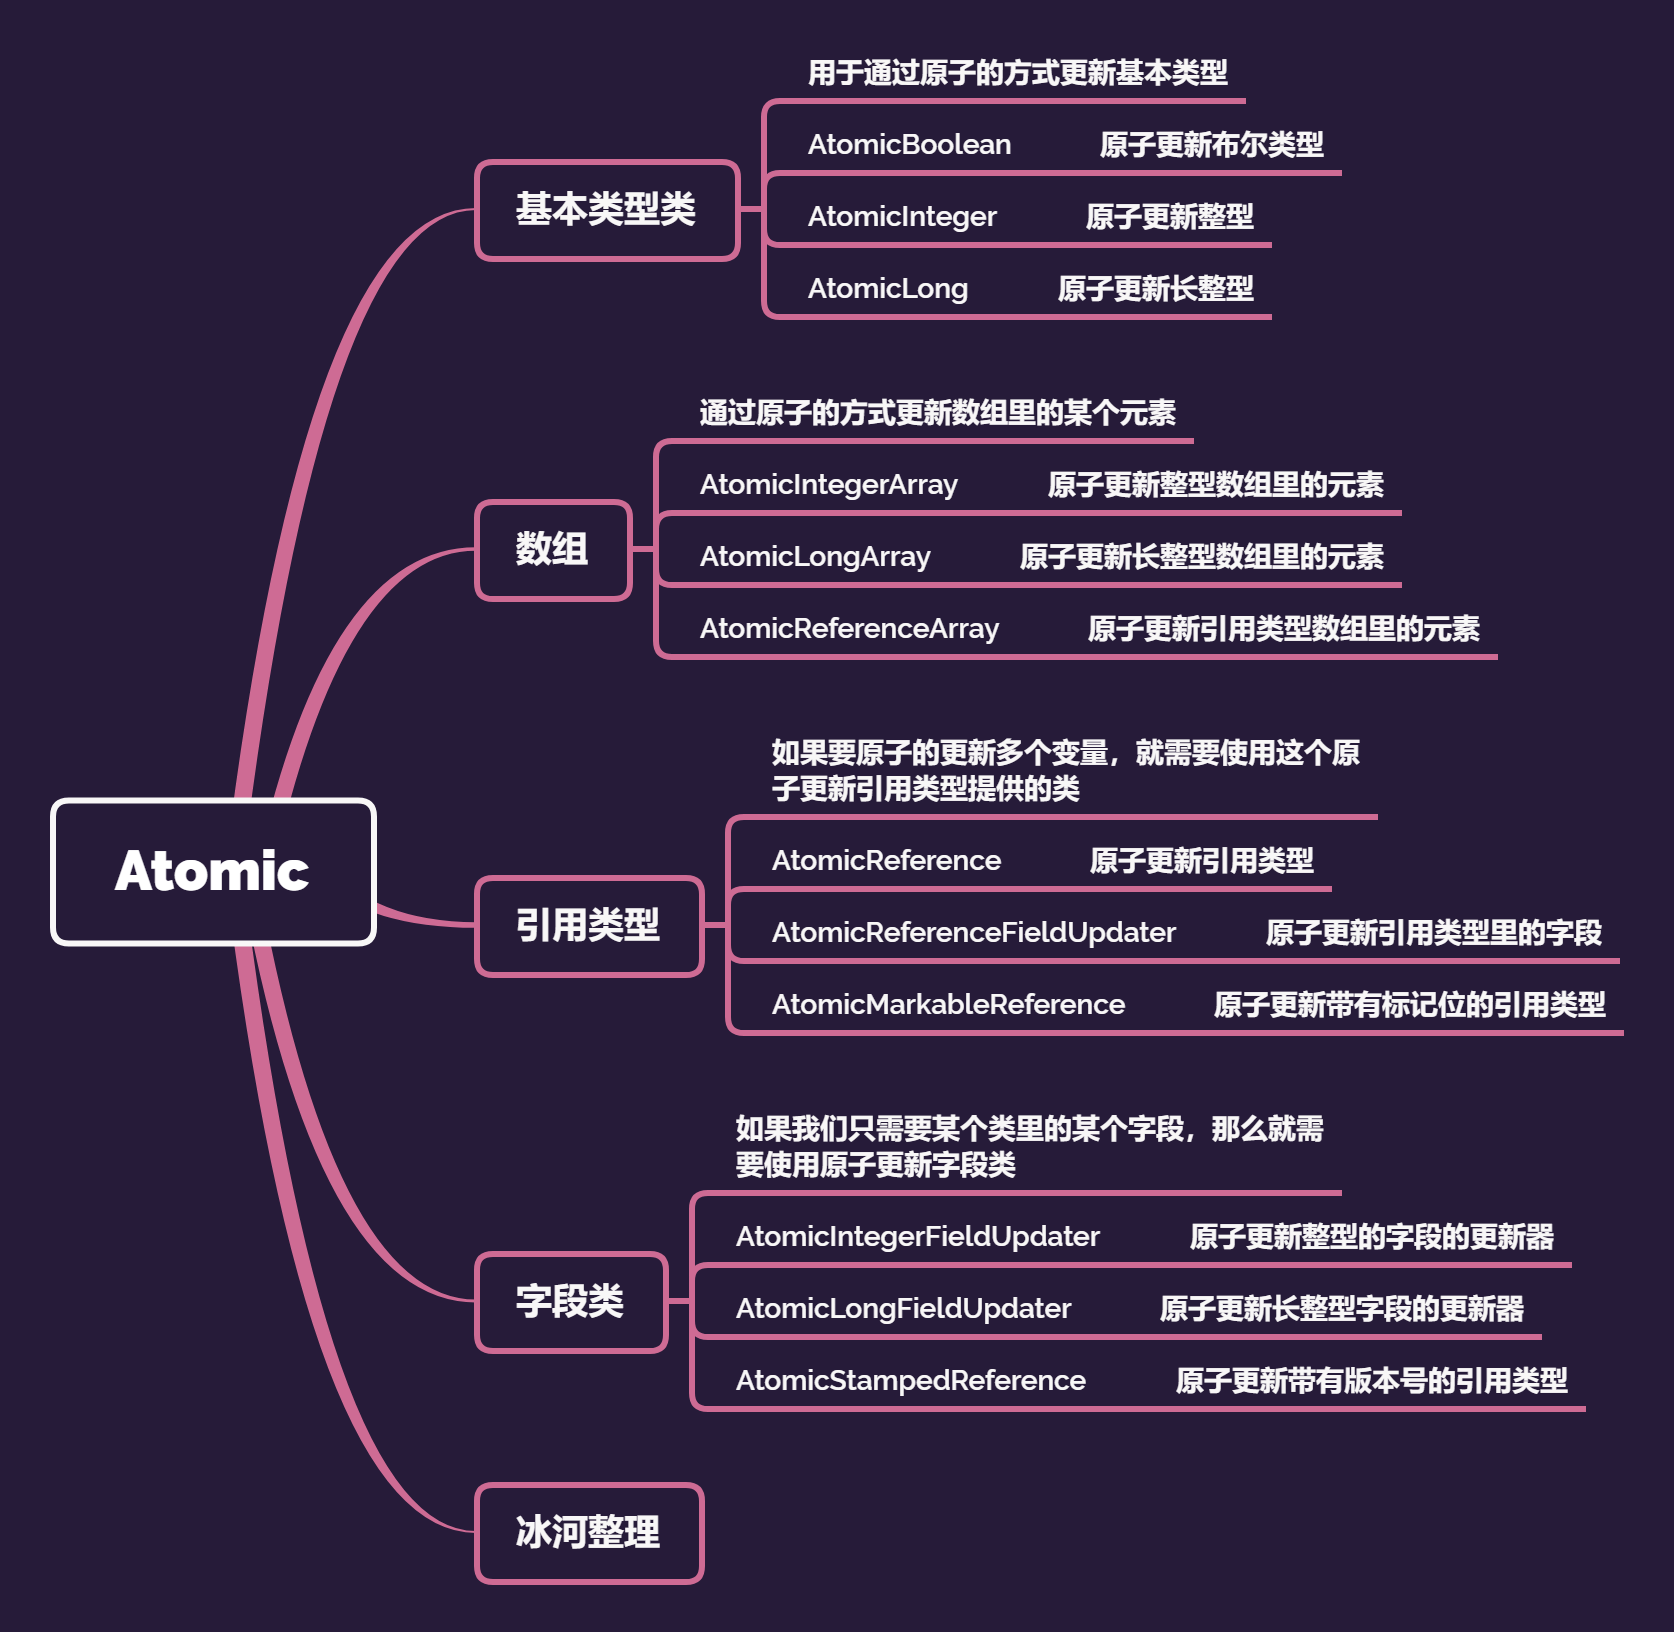 用于通过原子的方式更新基本类型
AtomicBoolean 原子更新布尔类型
基本类型类
AtomicInteger 原子更新整型
AtomicLong 原子更新长整型
通过原子的方式更新数组里的某个元素
AtomicIntegerArray 原子更新整型数组里的元素
数组
AtomicLongArray 原子更新长整型数组里的元素
AtomicReferenceArray 原子更新引用类型数组里的元素
Atomic
如果要原子的更新多个变量，就需要使用这个原
子更新引用类型提供的类
AtomicReference 原子更新引用类型
引用类型
AtomicReferenceFieldUpdater 原子更新引用类型里的字段
AtomicMarkableReference 原子更新带有标记位的引用类型
如果我们只需要某个类里的某个字段，那么就需
要使用原子更新字段类
AtomicIntegerFieldUpdater 原子更新整型的字段的更新器
字段类
AtomicLongFieldUpdater 原子更新长整型字段的更新器
AtomicStampedReference 原子更新带有版本号的引用类型
冰河整理